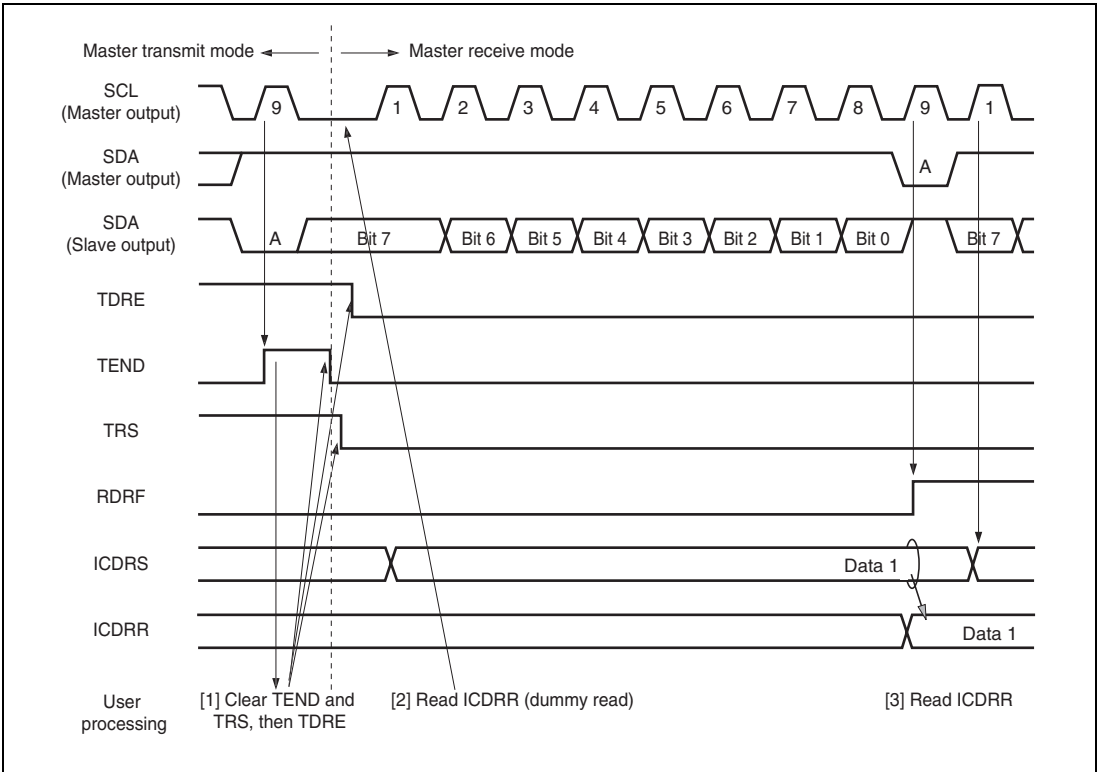 Master transmit mode
Master receive mode
SCL
(Master output)
9
1
2
3
4
5
6
7
8
9
1
SDA
(Master output)
A
SDA
(Slave output)
A
Bit 7
Bit 6
Bit 5
Bit 4
Bit 3
Bit 2
Bit 1
Bit 0
Bit 7
TDRE
TEND
TRS
RDRF
ICDRS
Data 1
ICDRR
Data 1
User
processing
[1] Clear TEND and
TRS, then TDRE
[2] Read ICDRR (dummy read)
[3] Read ICDRR